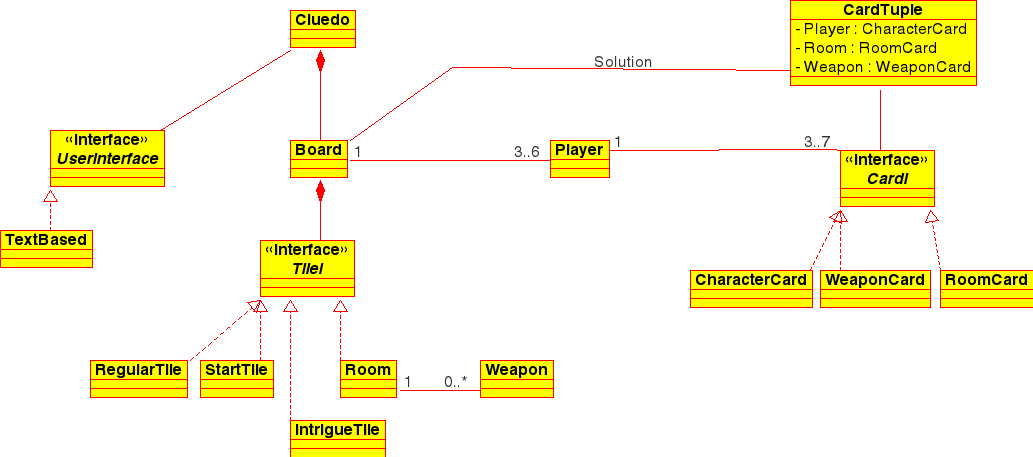 Cluedo
CardTuple
- Player : CharacterCard
- Room : RoomCard
- Weapon : WeaponCard
Solution
«Interface»
UserInterface
Board
1
3..6
Player
1
3..7
«Interface»
CardI
TextBased
«Interface»
TileI
CharacterCard
WeaponCard
RoomCard
RegularTile
StartTile
Room
1
0..*
Weapon
IntrigueTile